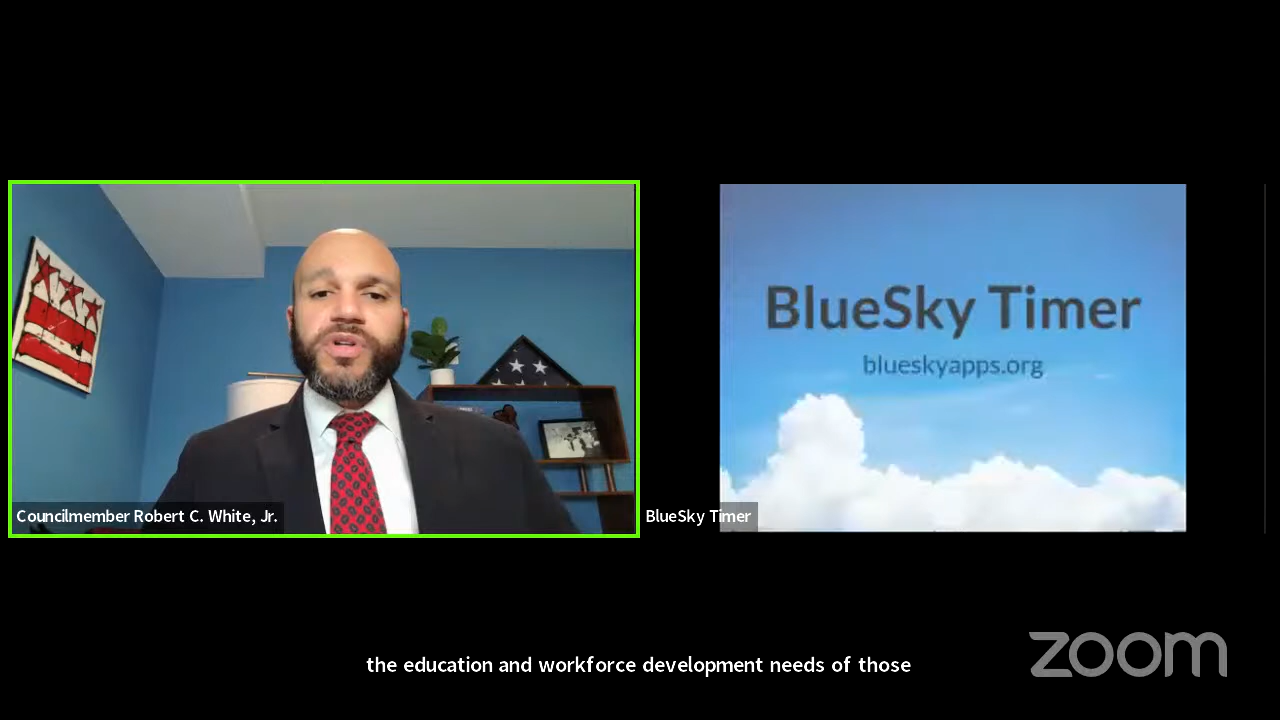 BlueSky Timer
blueskyapps.org
Councilmember Robert C. White, Jr.
BlueSky Timer
the education and workforce development needs of those
zoom